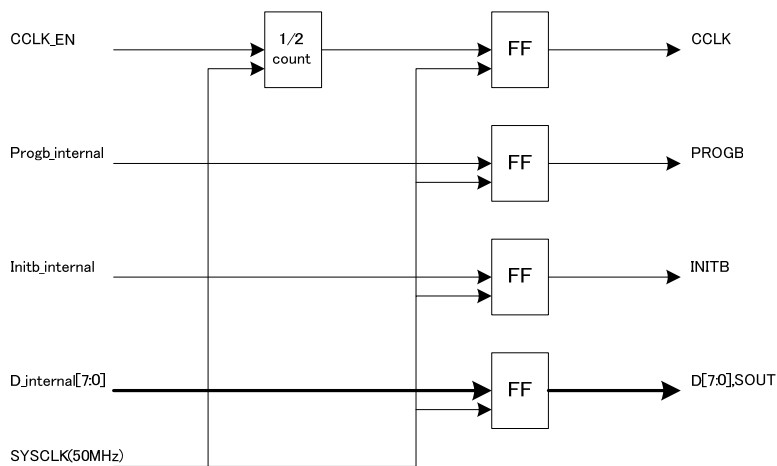 CCLK_EN
1/2
count
FF
CCLK
Progb_internal
FF
PROGB
Initb_internal
FF
INITB
D_internal[7:0]
FF
D[7:0],SOUT
SYSCLK(50MHz)